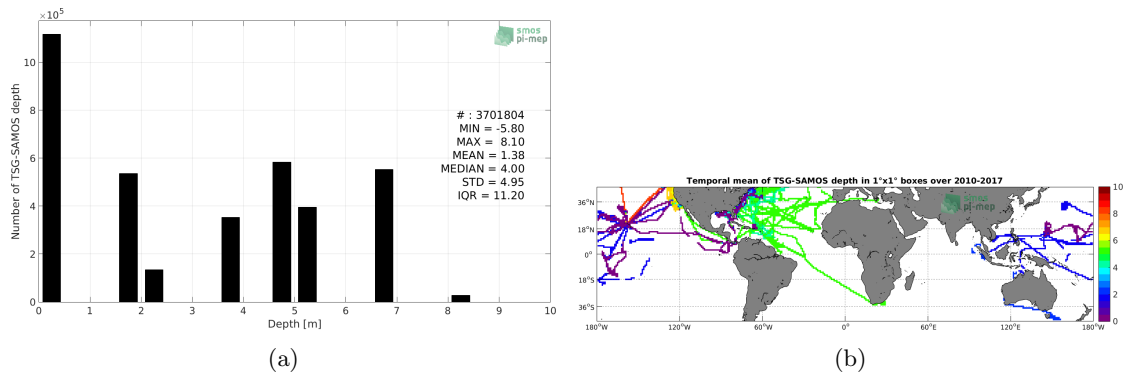 ×10⁵
smos
pi-mep
10
8
6
4
2
0
Number of TSG-SAMOS depth
# : 3701804
MIN = -5.80
MAX = 8.10
MEAN = 1.38
MEDIAN = 4.00
STD = 4.95
IQR = 11.20
0 1 2 3 4 5 6 7 8 9 10
Depth [m]
(a)
Temporal mean of TSG-SAMOS depth in 1°x1° boxes over 2010-2017
smos
pi-mep
36°N
18°N
0°
18°S
36°S
180°W 120°W 60°W 0° 60°E 120°E 180°E
10
8
6
4
2
0
(b)